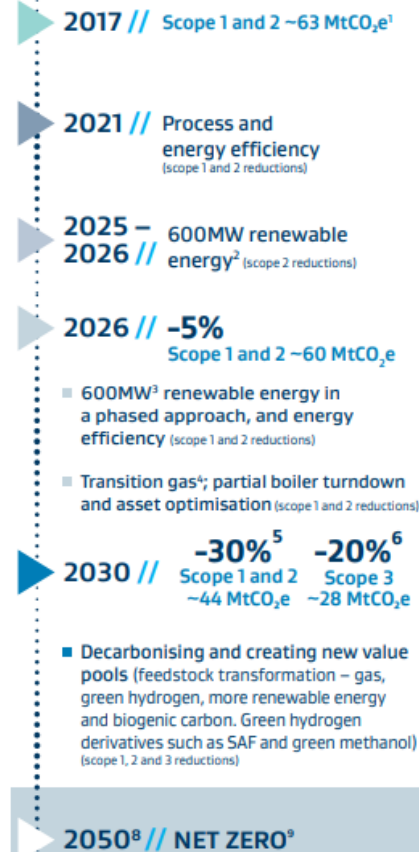 2017 // Scope 1 and 2 ~63 MtCO₂e¹
2021 // Process and
energy efficiency
(scope 1 and 2 reductions)
2025 –
2026 // 600MW renewable
energy² (scope 2 reductions)
2026 // -5%
Scope 1 and 2 ~60 MtCO₂e
600MW³ renewable energy in
a phased approach, and energy
efficiency (scope 1 and 2 reductions)
Transition gas⁴; partial boiler turndown
and asset optimisation (scope 1 and 2 reductions)
2030 // -30%⁵ -20%⁶
Scope 1 and 2 Scope 3
~44 MtCO₂e ~28 MtCO₂e
Decarbonising and creating new value
pools (feedstock transformation – gas,
green hydrogen, more renewable energy
and biogenic carbon. Green hydrogen
derivatives such as SAF and green methanol)
(scope 1, 2 and 3 reductions)
2050⁸ // NET ZERO⁹